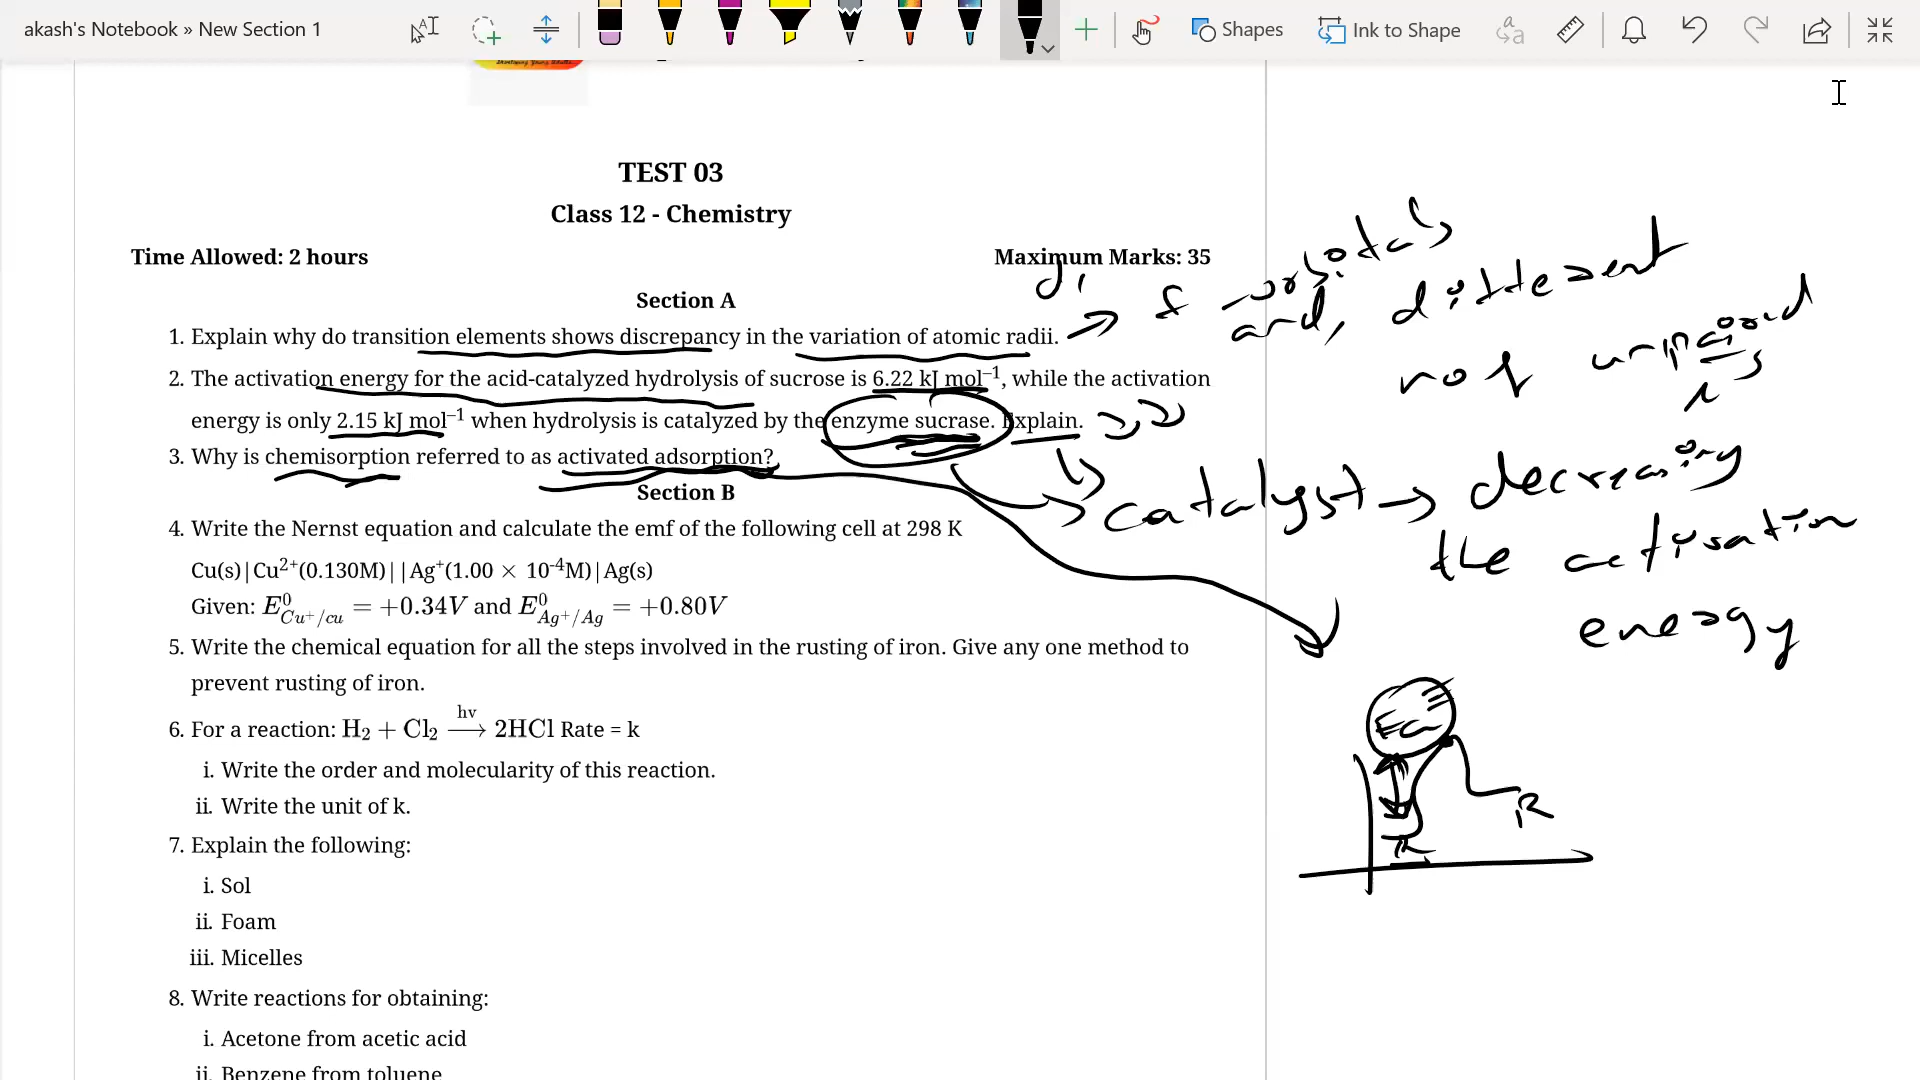 akash's Notebook » New Section 1
Shapes
Ink to Shape
TEST 03
Class 12 - Chemistry
Time Allowed: 2 hours
Maximum Marks: 35
Section A
1. Explain why do transition elements shows discrepancy in the variation of atomic radii.
d, f - orbitals
and, different
no of unpaired
2. The activation energy for the acid-catalyzed hydrolysis of sucrose is 6.22 kJ mol⁻¹, while the activation
energy is only 2.15 kJ mol⁻¹ when hydrolysis is catalyzed by the enzyme sucrase. Explain.
3. Why is chemisorption referred to as activated adsorption?
catalyst → decreasing
the activation
energy
Section B
4. Write the Nernst equation and calculate the emf of the following cell at 298 K
Cu(s)|Cu²⁺(0.130M)||Ag⁺(1.00 × 10⁻⁴M)|Ag(s)
Given: E⁰Cu⁺/cu = +0.34V and E⁰Ag⁺/Ag = +0.80V
5. Write the chemical equation for all the steps involved in the rusting of iron. Give any one method to
prevent rusting of iron.
6. For a reaction: H₂ + Cl₂ hv⟶ 2HCl Rate = k
i. Write the order and molecularity of this reaction.
ii. Write the unit of k.
Ea
R
7. Explain the following:
i. Sol
ii. Foam
iii. Micelles
8. Write reactions for obtaining:
i. Acetone from acetic acid
ii. Benzene from toluene